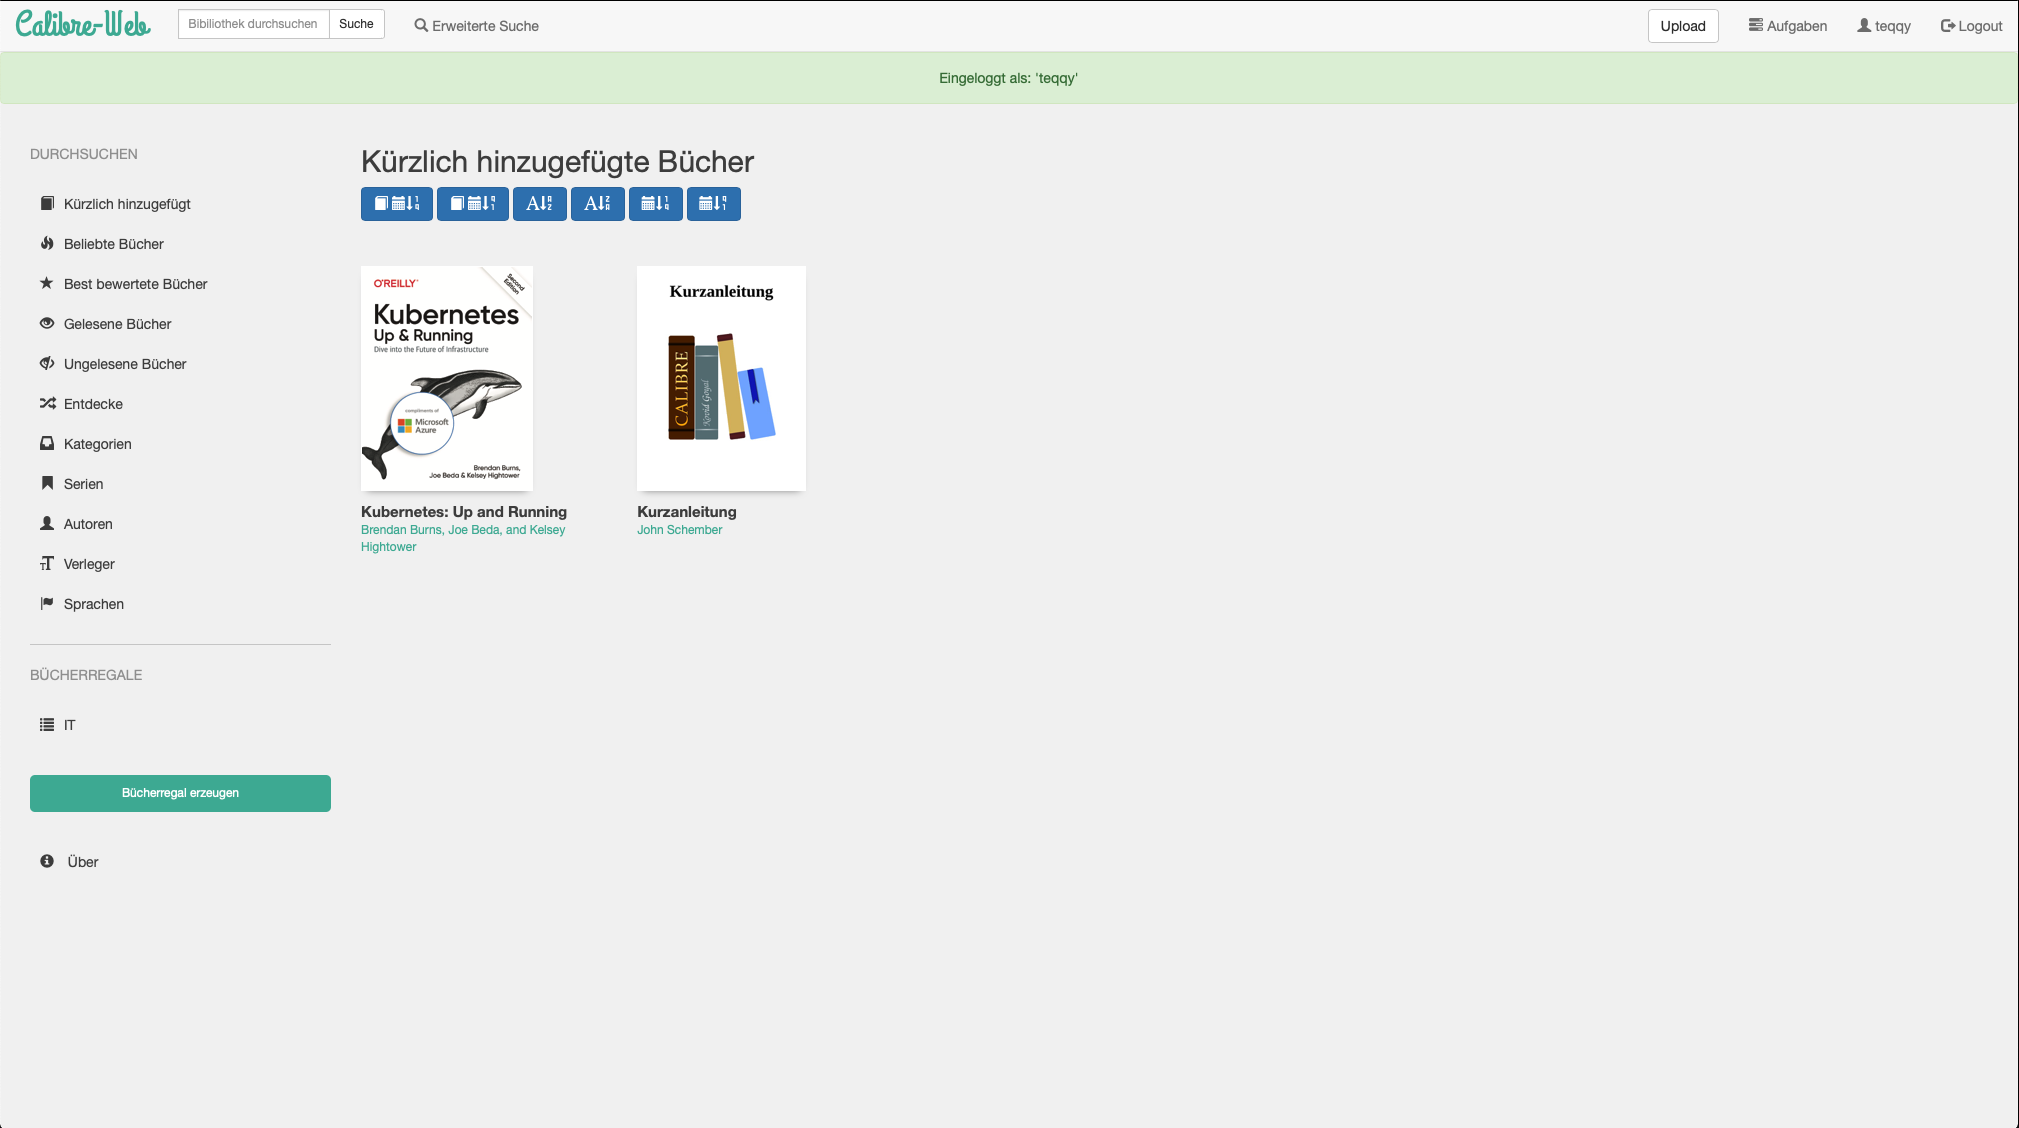 Calibre-Web
Bibiliothek durchsuchen
Suche
Erweiterte Suche
Upload
Aufgaben
teqqy
Logout
Eingeloggt als: 'teqqy'
DURCHSUCHEN
Kürzlich hinzugefügt
Beliebte Bücher
Best bewertete Bücher
Gelesene Bücher
Ungelesene Bücher
Entdecke
Kategorien
Serien
Autoren
Verleger
Sprachen
BÜCHERREGALE
IT
Bücherregal erzeugen
Über
Kürzlich hinzugefügte Bücher
O'REILLY®
Second
Edition
Kubernetes
Up & Running
Dive into the Future of Infrastructure
compliments of
Microsoft
Azure
Brendan Burns,
Joe Beda & Kelsey Hightower
Kubernetes: Up and Running
Brendan Burns, Joe Beda, and Kelsey
Hightower
Kurzanleitung
CALIBRE
Kovid Goyal
Kurzanleitung
John Schember